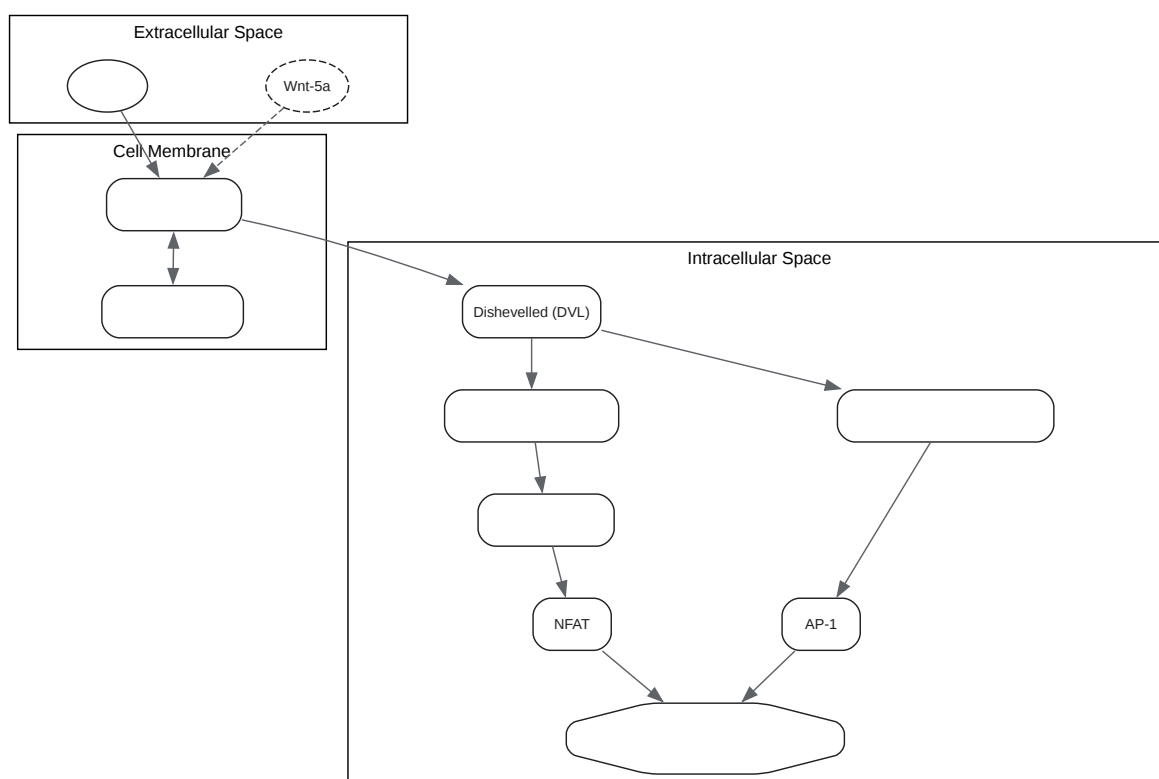 Extracellular Space
Wnt-5a
Cell Membrane
Intracellular Space
Dishevelled (DVL)
NFAT
AP-1